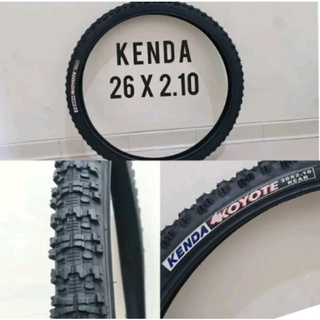 KENDA
26 X 2.10
KENDA KOYOTE 26X2.10
REAR